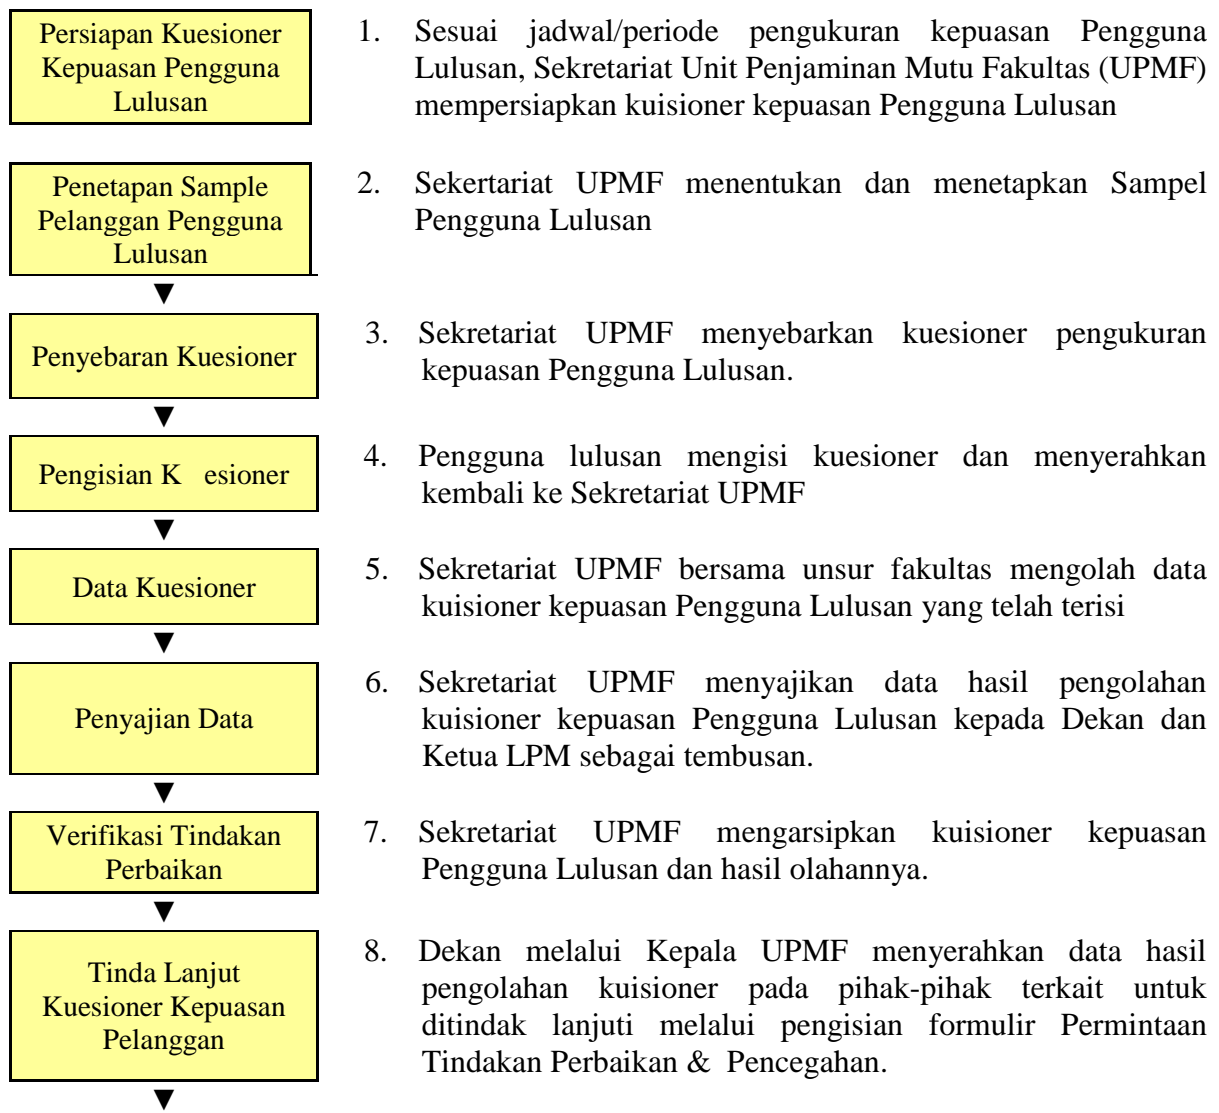 Persiapan Kuesioner
Kepuasan Pengguna
Lulusan
1. Sesuai jadwal/periode pengukuran kepuasan Pengguna
Lulusan, Sekretariat Unit Penjaminan Mutu Fakultas (UPMF)
mempersiapkan kuisioner kepuasan Pengguna Lulusan
Penetapan Sample
Pelanggan Pengguna
Lulusan
2. Sekertariat UPMF menentukan dan menetapkan Sampel
Pengguna Lulusan
Penyebaran Kuesioner
3. Sekretariat UPMF menyebarkan kuesioner pengukuran
kepuasan Pengguna Lulusan.
Pengisian K esioner
4. Pengguna lulusan mengisi kuesioner dan menyerahkan
kembali ke Sekretariat UPMF
Data Kuesioner
5. Sekretariat UPMF bersama unsur fakultas mengolah data
kuisioner kepuasan Pengguna Lulusan yang telah terisi
Penyajian Data
6. Sekretariat UPMF menyajikan data hasil pengolahan
kuisioner kepuasan Pengguna Lulusan kepada Dekan dan
Ketua LPM sebagai tembusan.
Verifikasi Tindakan
Perbaikan
7. Sekretariat UPMF mengarsipkan kuisioner kepuasan
Pengguna Lulusan dan hasil olahannya.
Tinda Lanjut
Kuesioner Kepuasan
Pelanggan
8. Dekan melalui Kepala UPMF menyerahkan data hasil
pengolahan kuisioner pada pihak-pihak terkait untuk
ditindak lanjuti melalui pengisian formulir Permintaan
Tindakan Perbaikan & Pencegahan.